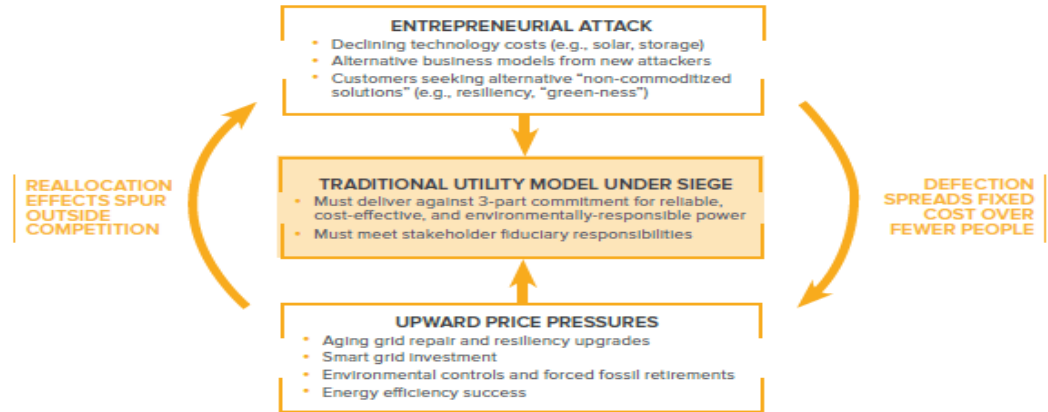 ENTREPRENEURIAL ATTACK
• Declining technology costs (e.g., solar, storage)
• Alternative business models from new attackers
• Customers seeking alternative “non-commoditized
solutions” (e.g., resiliency, “green-ness”)
REALLOCATION
EFFECTS SPUR
OUTSIDE
COMPETITION
TRADITIONAL UTILITY MODEL UNDER SIEGE
• Must deliver against 3-part commitment for reliable,
cost-effective, and environmentally-responsible power
• Must meet stakeholder fiduciary responsibilities
DEFECTION
SPREADS FIXED
COST OVER
FEWER PEOPLE
UPWARD PRICE PRESSURES
• Aging grid repair and resiliency upgrades
• Smart grid investment
• Environmental controls and forced fossil retirements
• Energy efficiency success